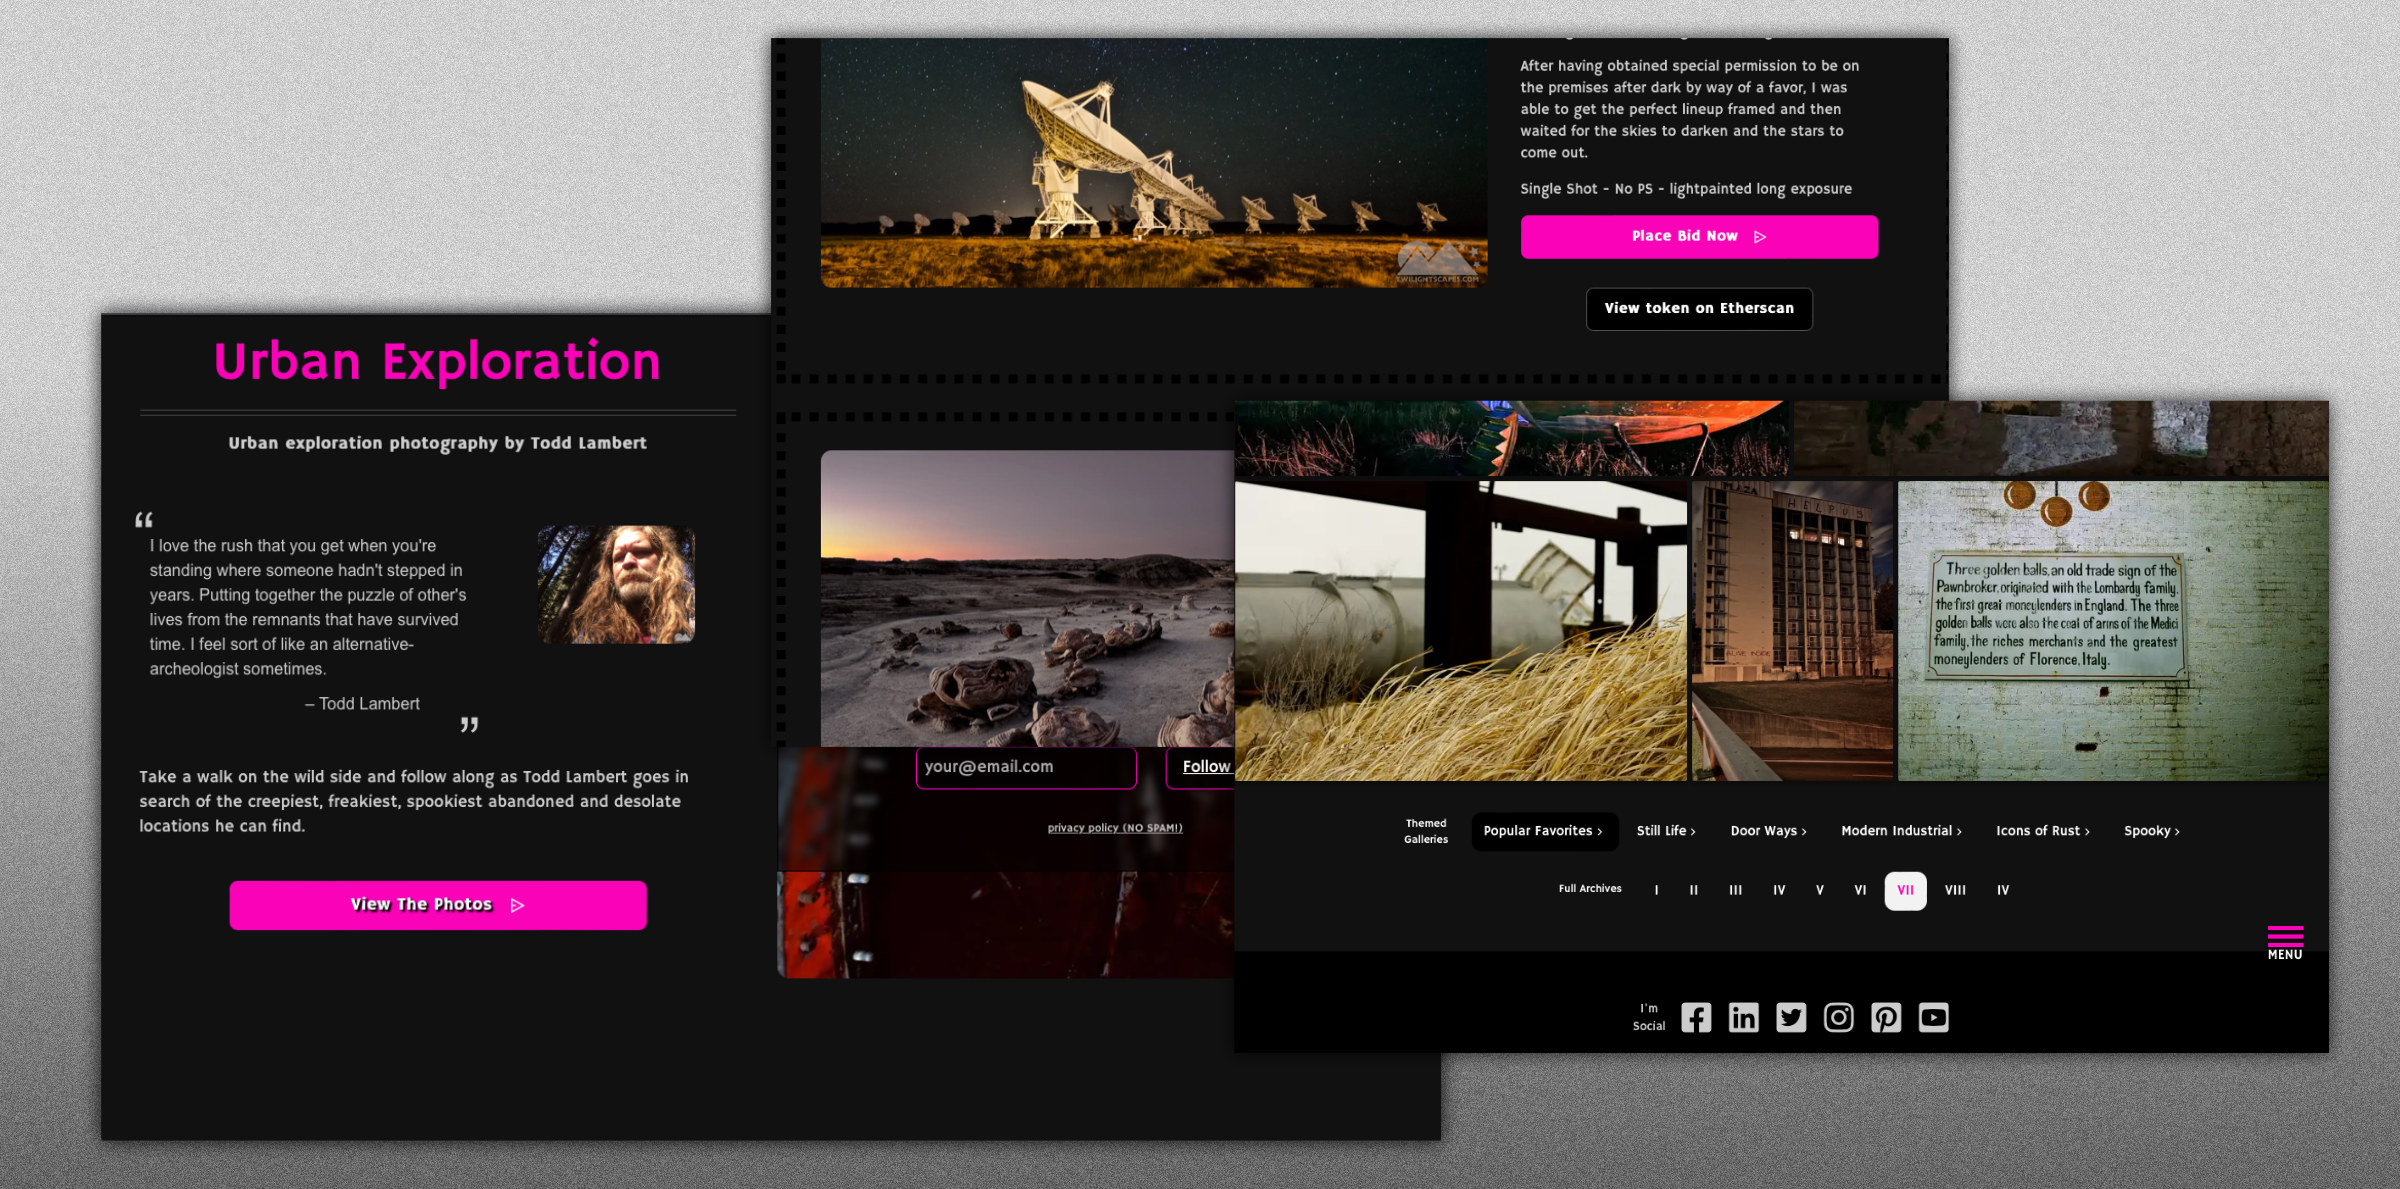 Urban Exploration
Urban exploration photography by Todd Lambert
“
I love the rush that you get when you're
standing where someone hadn't stepped in
years. Putting together the puzzle of other's
lives from the remnants that have survived
time. I feel sort of like an alternative-
archeologist sometimes.
– Todd Lambert
”
Take a walk on the wild side and follow along as Todd Lambert goes in
search of the creepiest, freakiest, spookiest abandoned and desolate
locations he can find.
View The Photos
TWILIGHTSCAPES.COM
After having obtained special permission to be on
the premises after dark by way of a favor, I was
able to get the perfect lineup framed and then
waited for the skies to darken and the stars to
come out.
Single Shot - No PS - lightpainted long exposure
Place Bid Now
View token on Etherscan
your@email.com
Follow
privacy policy (NO SPAM!)
HELP US
ALIVE INSIDE
Three golden balls, an old trade sign of the
Pawnbroker, originated with the Lombardy family,
the first great moneylenders in England. The three
golden balls were also the coat of arms of the Medici
family, the riches merchants and the greatest
moneylenders of Florence, Italy.
Themed
Galleries
Popular Favorites › Still Life › Door Ways › Modern Industrial › Icons of Rust › Spooky ›
Full Archives I II III IV V VI VII VIII IV
MENU
I'm
Social